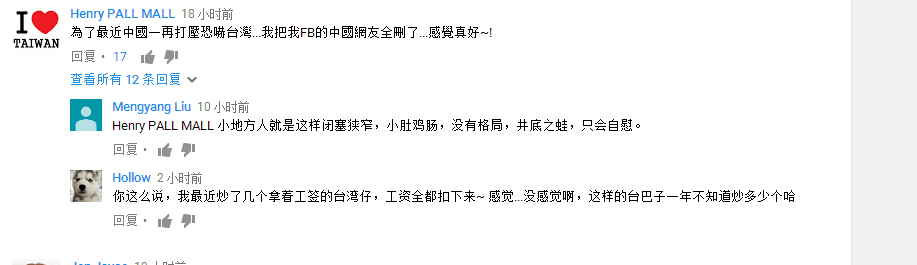 I ❤
TAIWAN
Henry PALL MALL 18 小时前
為了最近中國一再打壓恐嚇台灣...我把我FB的中國網友全刪了...感覺真好~!
回复 • 17
查看所有 12 条回复
Mengyang Liu 10 小时前
Henry PALL MALL 小地方人就是这样闭塞狭窄，小肚鸡肠，没有格局，井底之蛙，只会自慰。
回复 •
Hollow 2 小时前
你这么说，我最近炒了几个拿着工签的台湾仔，工资全都扣下来~ 感觉...没感觉啊，这样的台巴子一年不知道炒多少个哈
回复 •